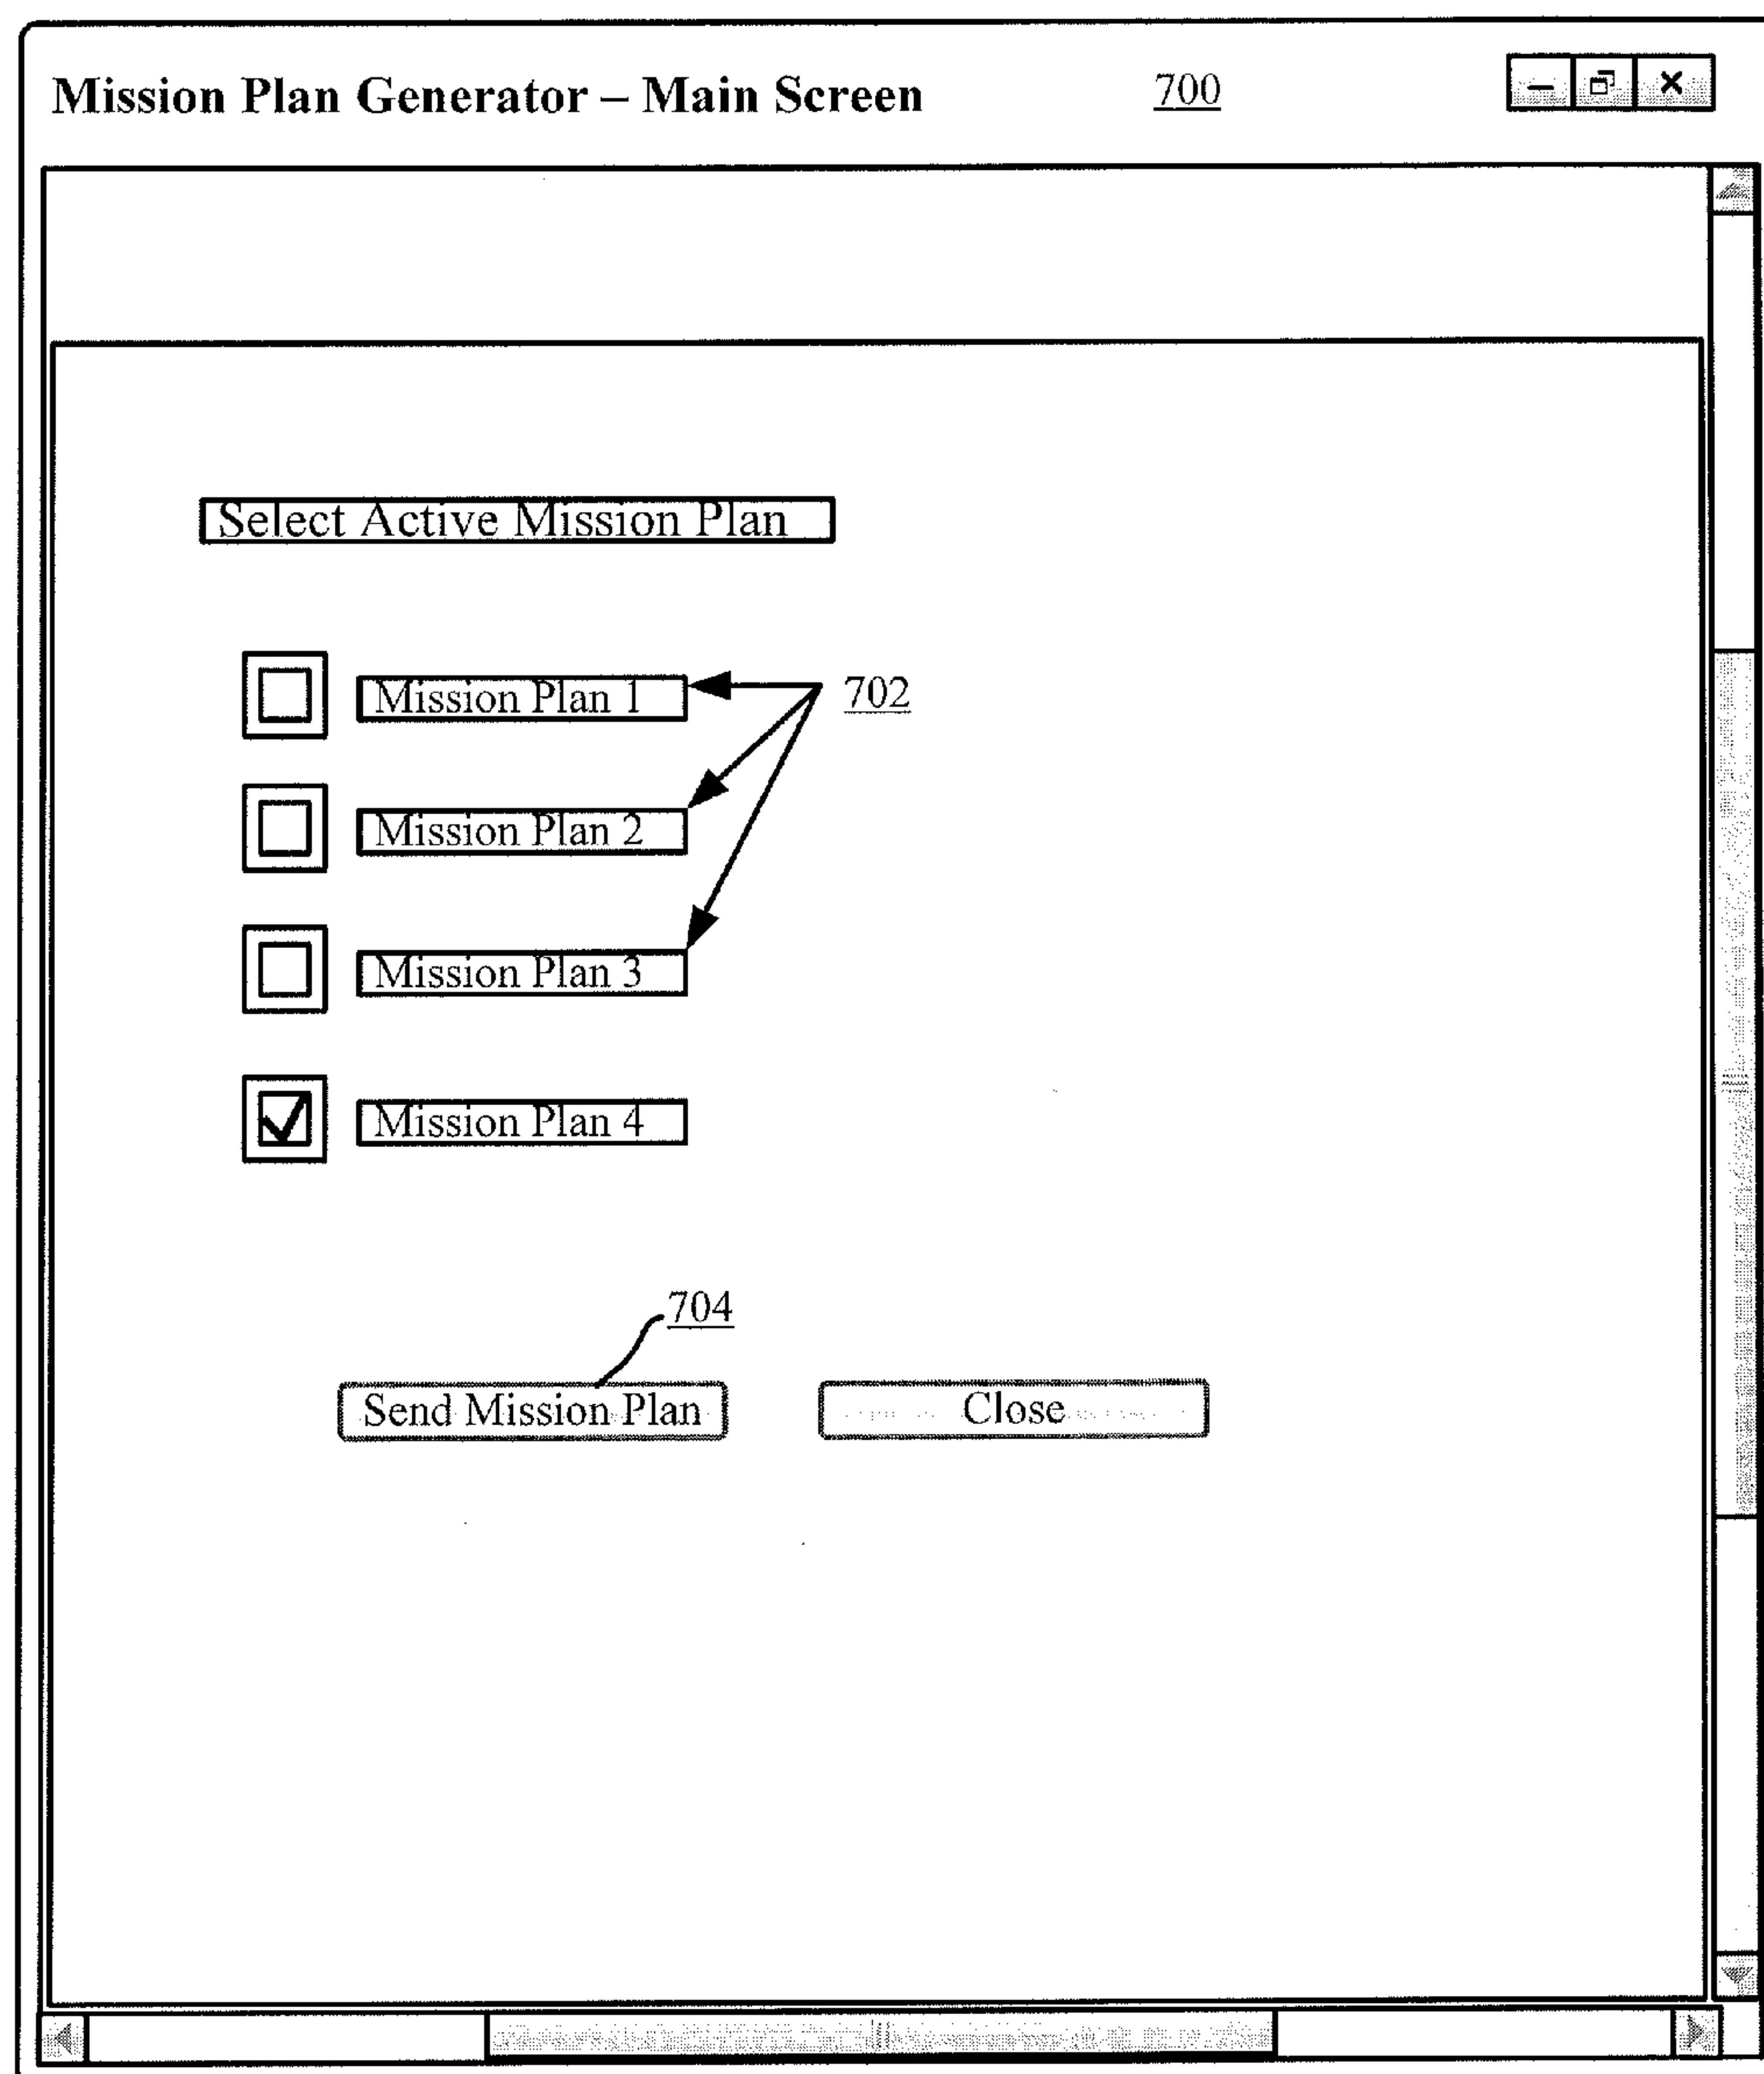 Mission Plan Generator – Main Screen 700
Select Active Mission Plan
Mission Plan 1 702
Mission Plan 2
Mission Plan 3
Mission Plan 4
704
Send Mission Plan Close